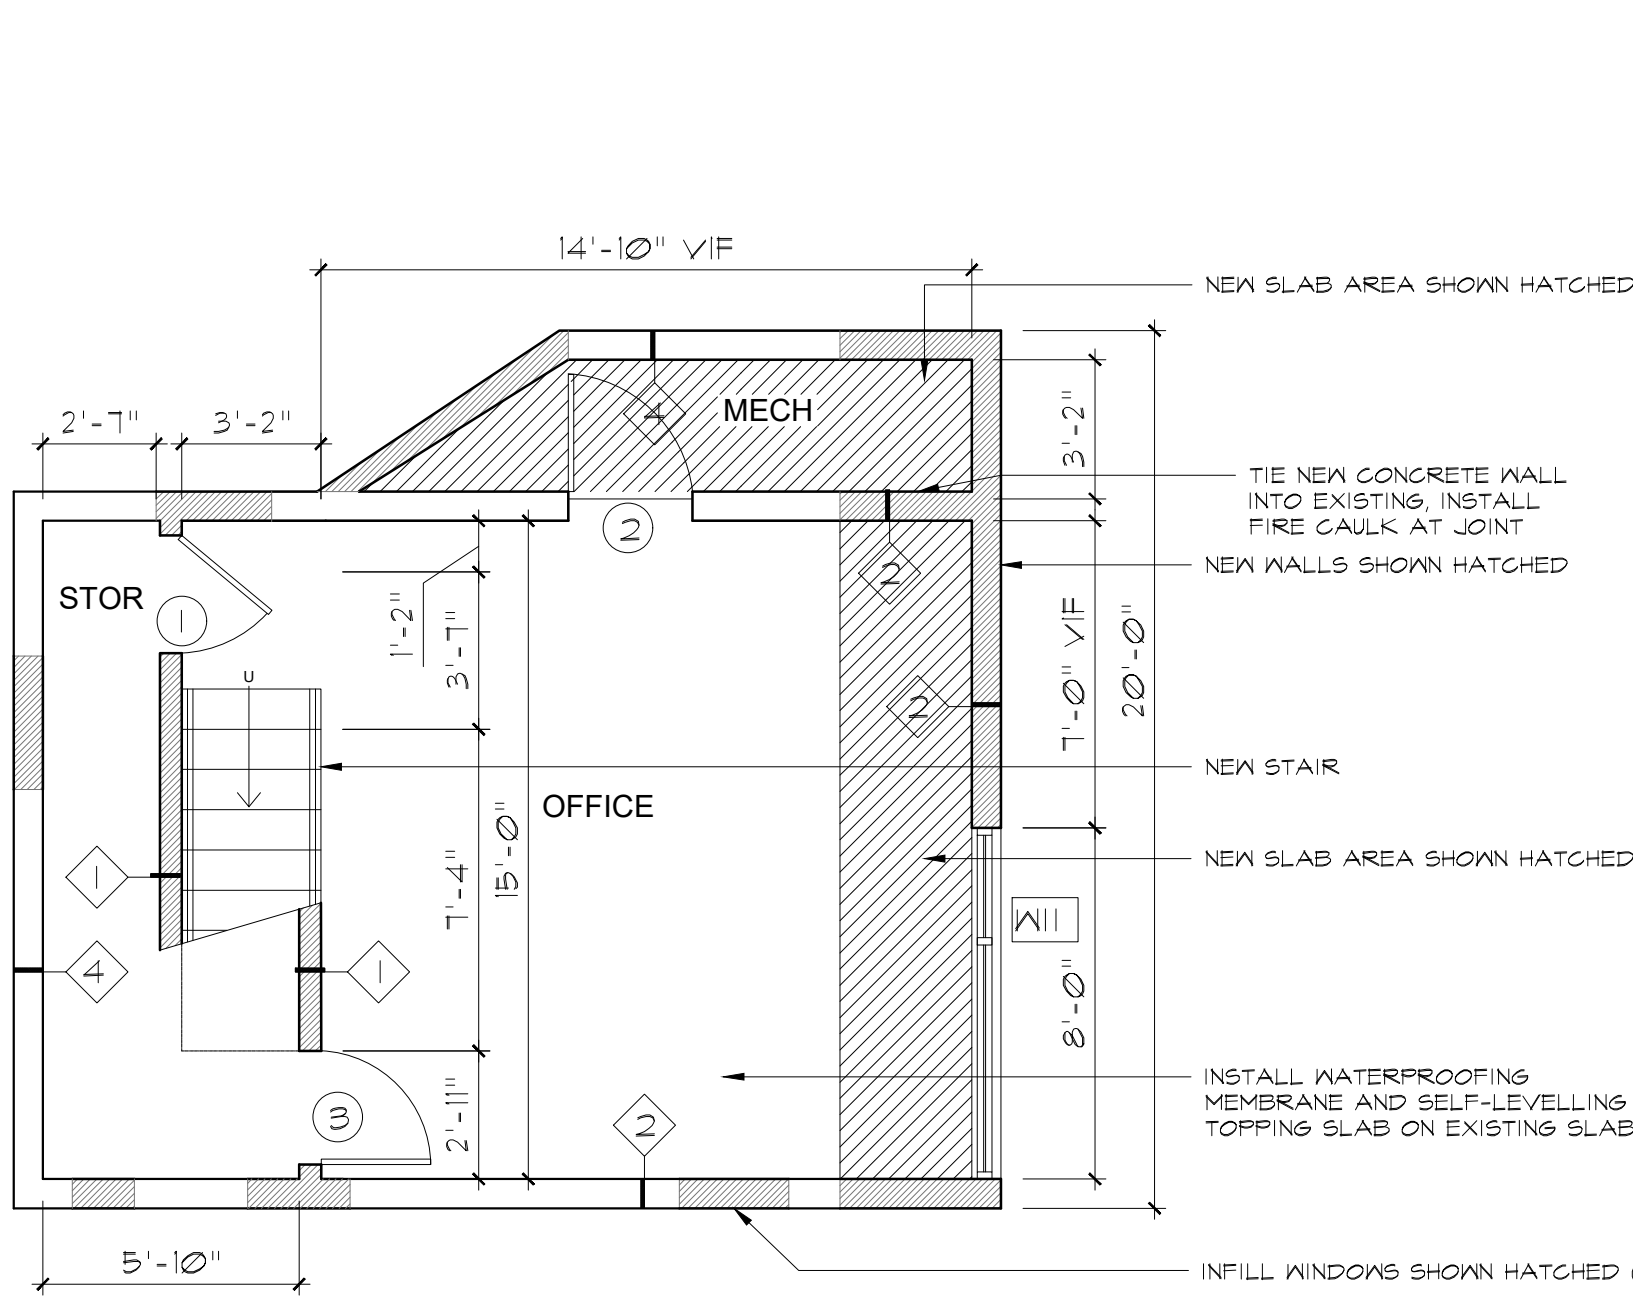 14'-10" VIF
NEW SLAB AREA SHOWN HATCHED
2'-7"
3'-2"
MECH
4
3'-2"
TIE NEW CONCRETE WALL
INTO EXISTING, INSTALL
FIRE CAULK AT JOINT
2
NEW WALLS SHOWN HATCHED
2
STOR
1
1'-2"
3'-7"
7'-0" VIF
20'-0"
U
2
NEW STAIR
OFFICE
15'-0"
7'-4"
NEW SLAB AREA SHOWN HATCHED
1
W11
4
1
8'-0"
INSTALL WATERPROOFING
MEMBRANE AND SELF-LEVELLING
TOPPING SLAB ON EXISTING SLAB
3
2'-11"
2
5'-10"
INFILL WINDOWS SHOWN HATCHED